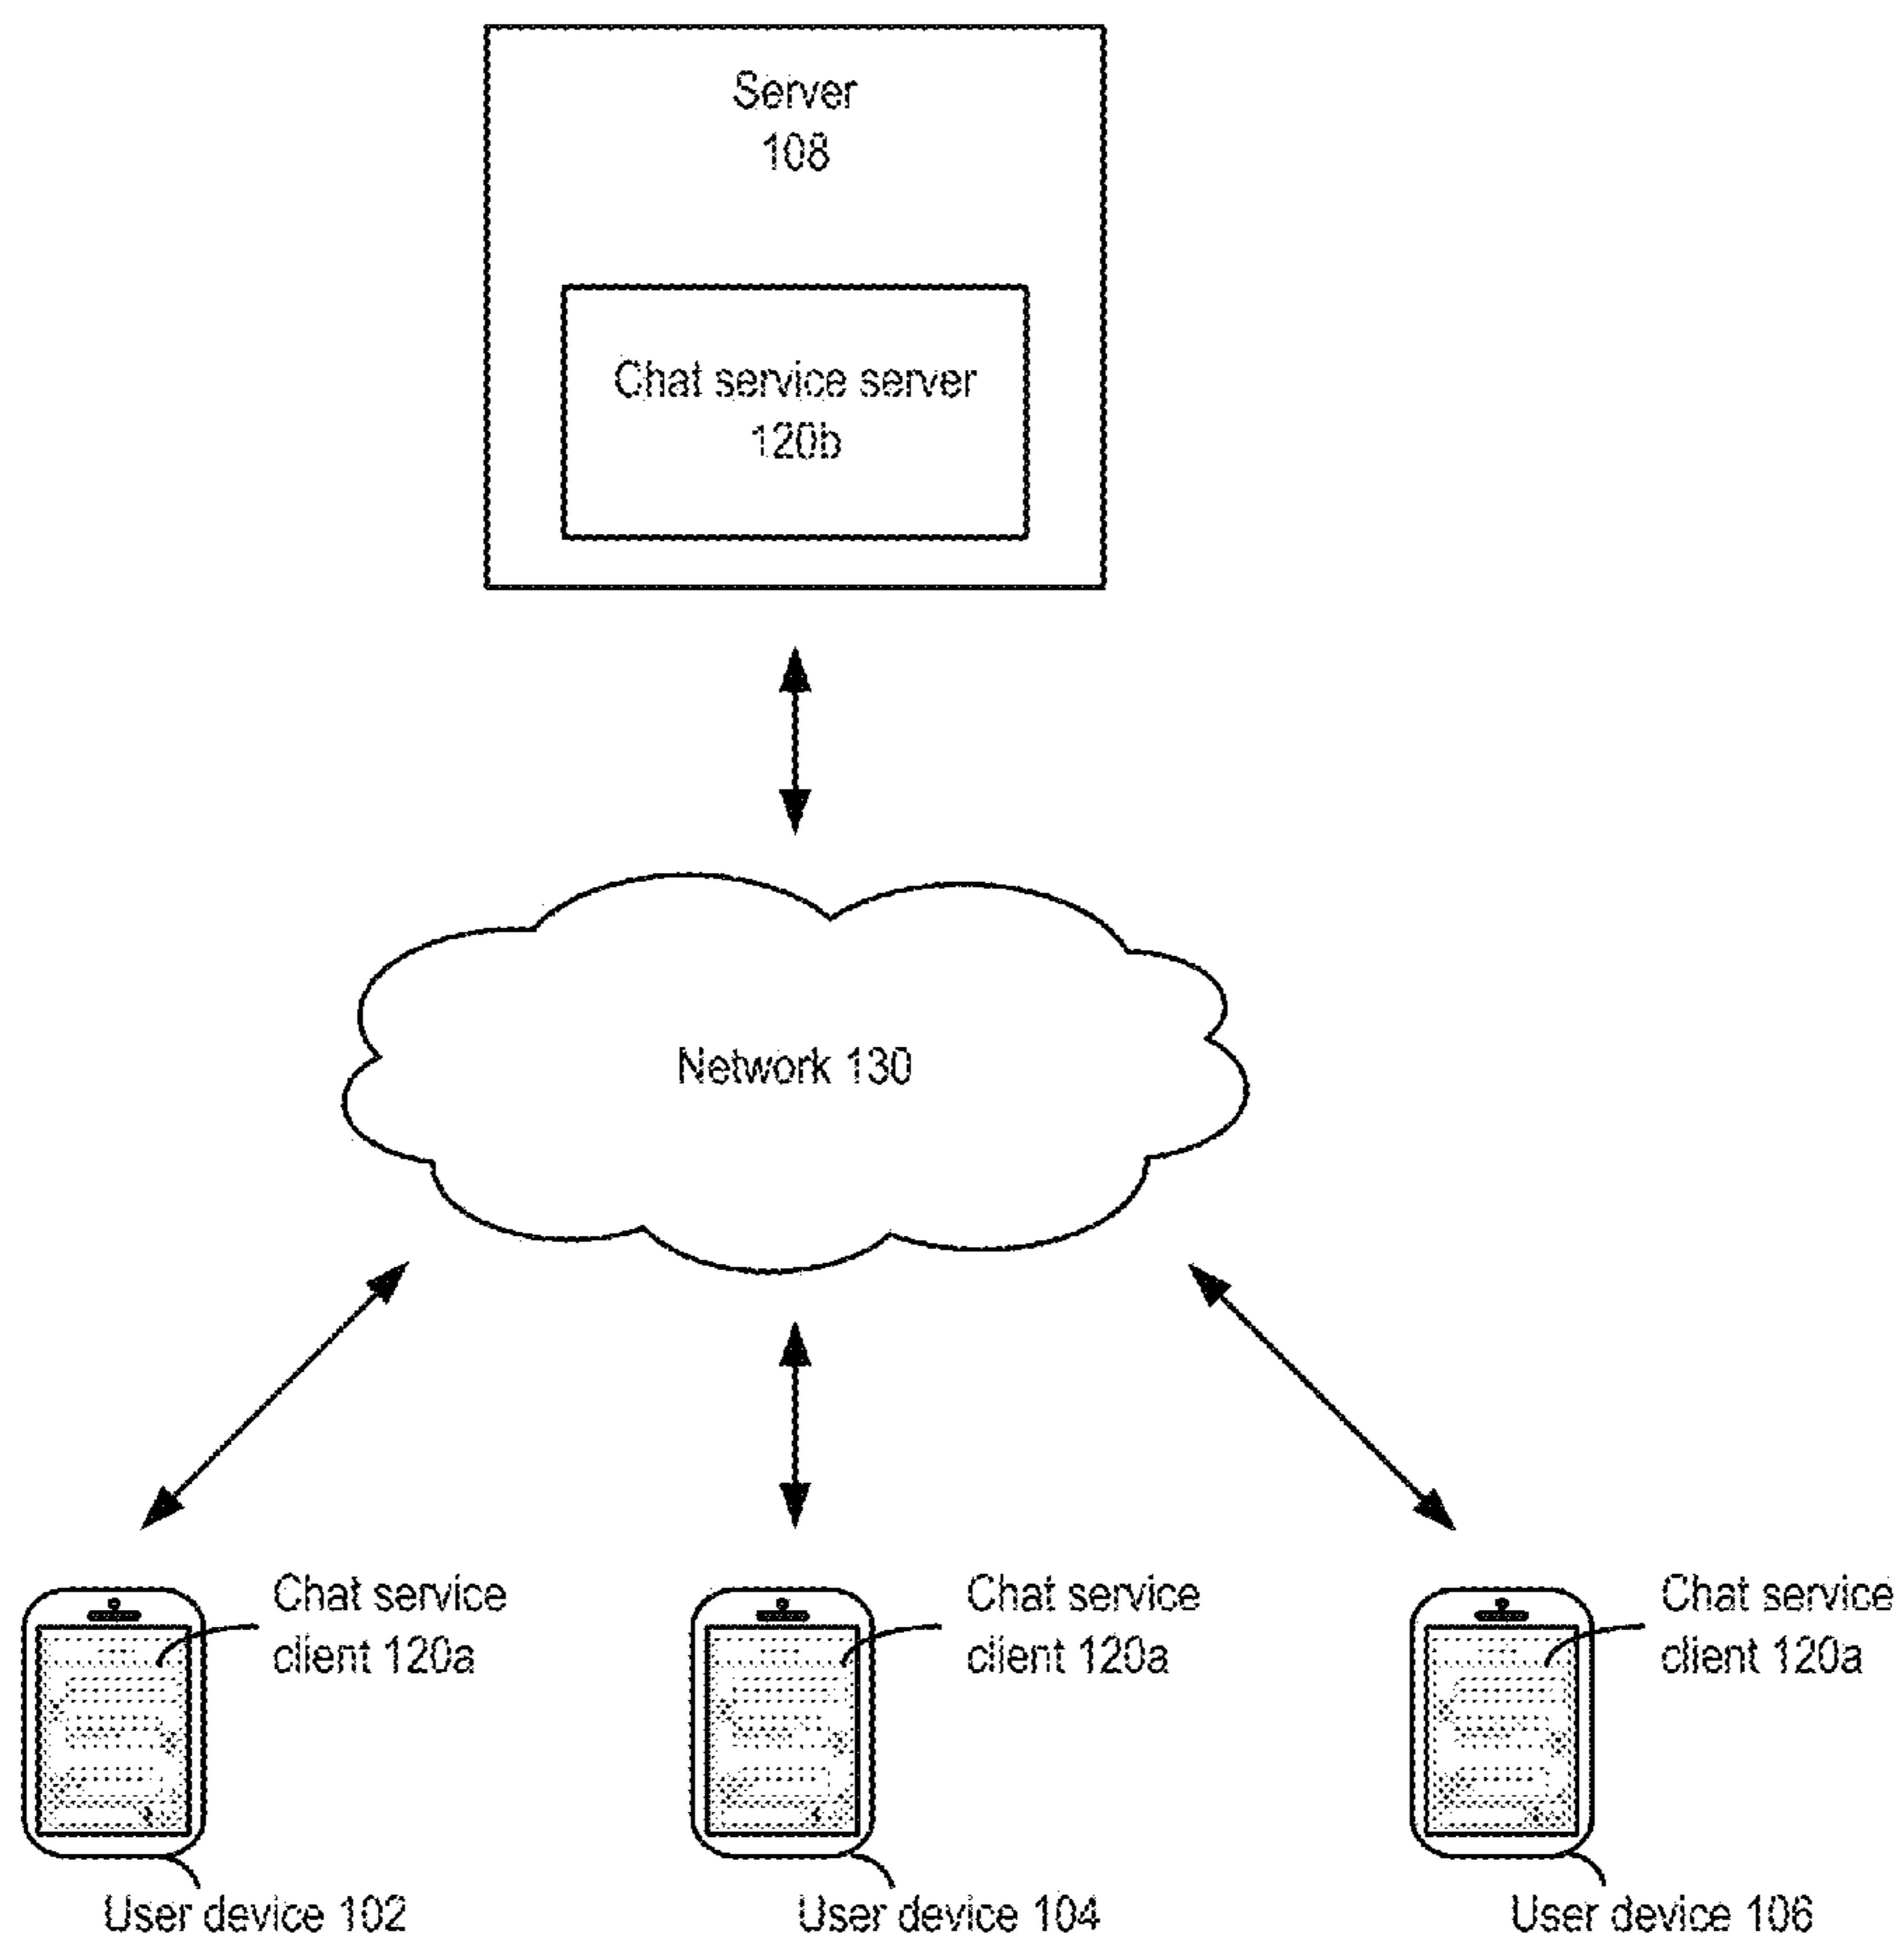 Server
108
Chat service server
120b
Network 130
Chat service
client 120a
Chat service
client 120a
Chat service
client 120a
User device 102
User device 104
User device 106